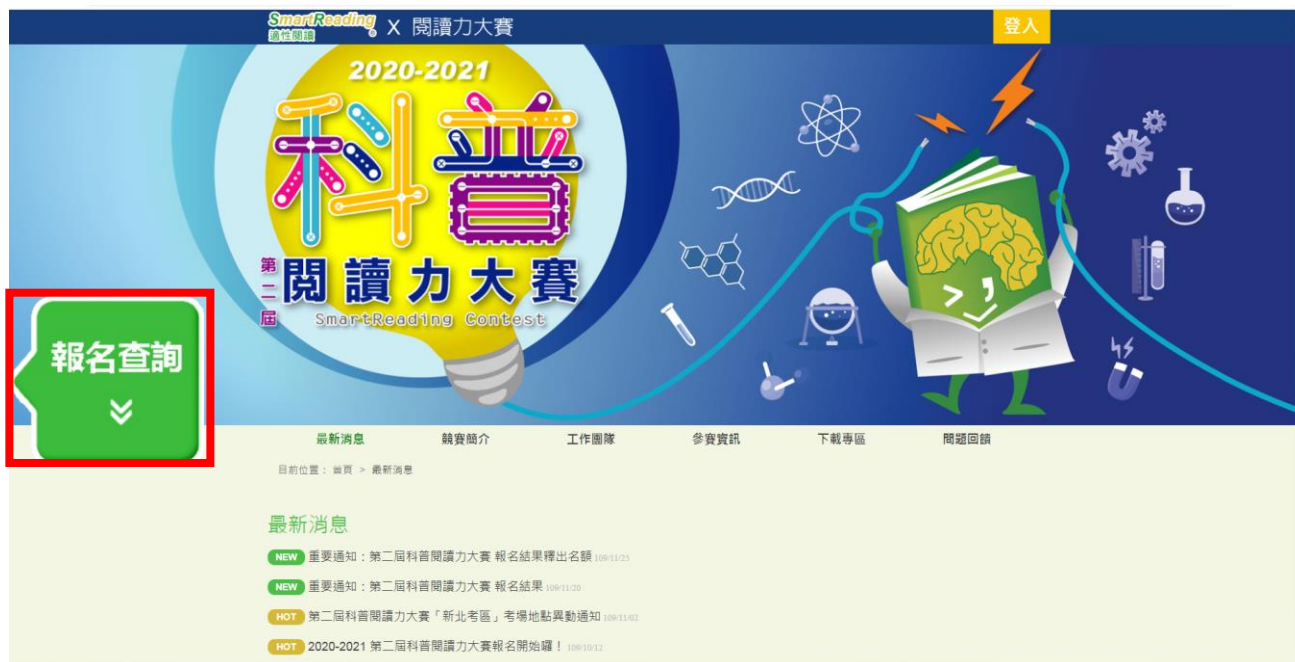 SmartReading X 閱讀力大賽
適性閱讀
登入
2020-2021
科普
第二屆
閱讀力大賽
SmartReading Contest
報名查詢
最新消息 競賽簡介 工作團隊 參賽資訊 下載專區 問題回饋
目前位置： 首頁 > 最新消息
最新消息
NEW 重要通知：第二屆科普閱讀力大賽 報名結果釋出名額 109/11/25
NEW 重要通知：第二屆科普閱讀力大賽 報名結果 109/11/20
HOT 第二屆科普閱讀力大賽「新北考區」考場地點異動通知 109/11/02
HOT 2020-2021 第二屆科普閱讀力大賽報名開始囉！ 109/10/12